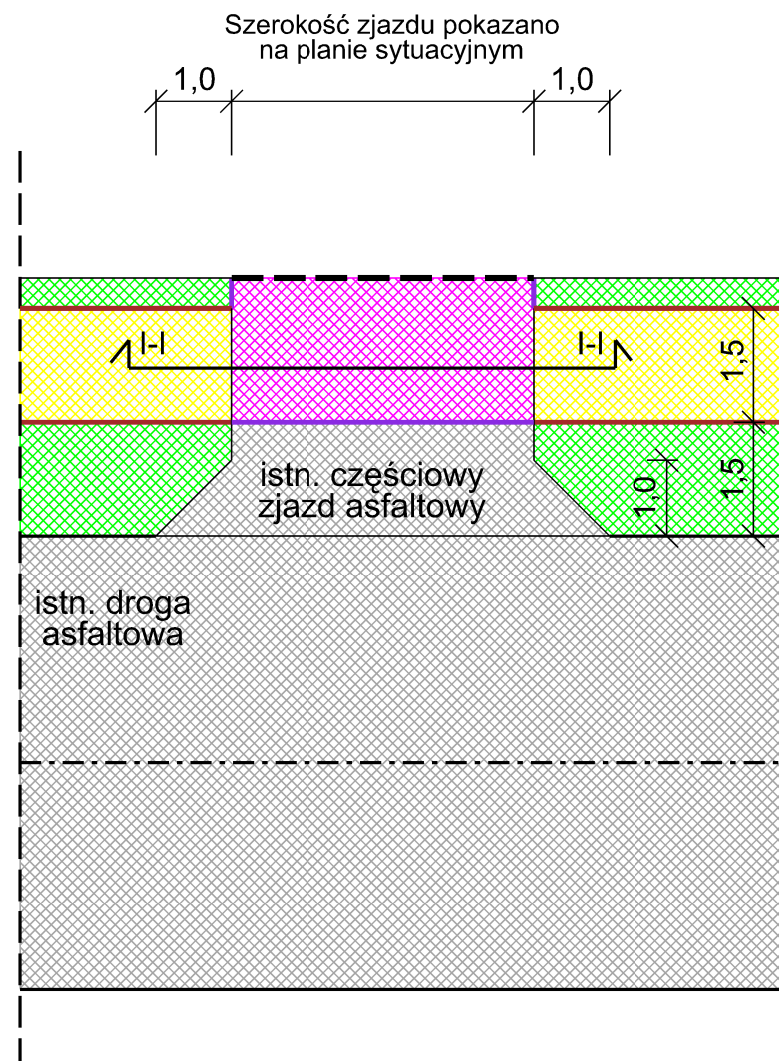 Szerokość zjazdu pokazano
na planie sytuacyjnym
1,0
1,0
I-I
I-I
1,5
istn. częściowy
zjazd asfaltowy
1,0
1,5
istn. droga
asfaltowa